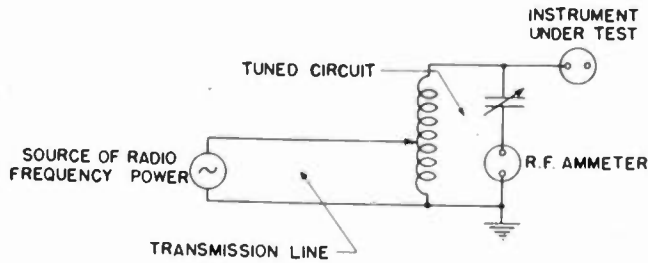 INSTRUMENT
UNDER TEST
TUNED CIRCUIT
SOURCE OF RADIO
FREQUENCY POWER
R.F. AMMETER
TRANSMISSION LINE